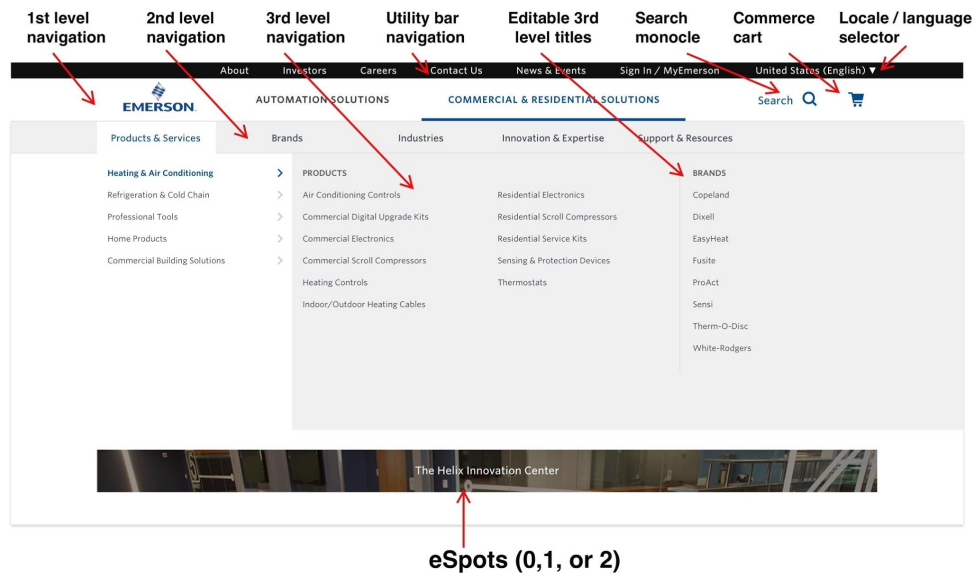 1st level
navigation
2nd level
navigation
3rd level
navigation
Utility bar
navigation
Editable 3rd
level titles
Search
monocle
Commerce
cart
Locale / language
selector
About Investors Careers Contact Us News & Events Sign In / MyEmerson United States (English) ▼
EMERSON
AUTOMATION SOLUTIONS COMMERCIAL & RESIDENTIAL SOLUTIONS Search
Products & Services Brands Industries Innovation & Expertise Support & Resources
Heating & Air Conditioning >
Refrigeration & Cold Chain >
Professional Tools >
Home Products >
Commercial Building Solutions >
PRODUCTS
Air Conditioning Controls
Commercial Digital Upgrade Kits
Commercial Electronics
Commercial Scroll Compressors
Heating Controls
Indoor/Outdoor Heating Cables
Residential Electronics
Residential Scroll Compressors
Residential Service Kits
Sensing & Protection Devices
Thermostats
BRANDS
Copeland
Dixell
EasyHeat
Fusite
ProAct
Sensi
Therm-O-Disc
White-Rodgers
The Helix Innovation Center
eSpots (0,1, or 2)